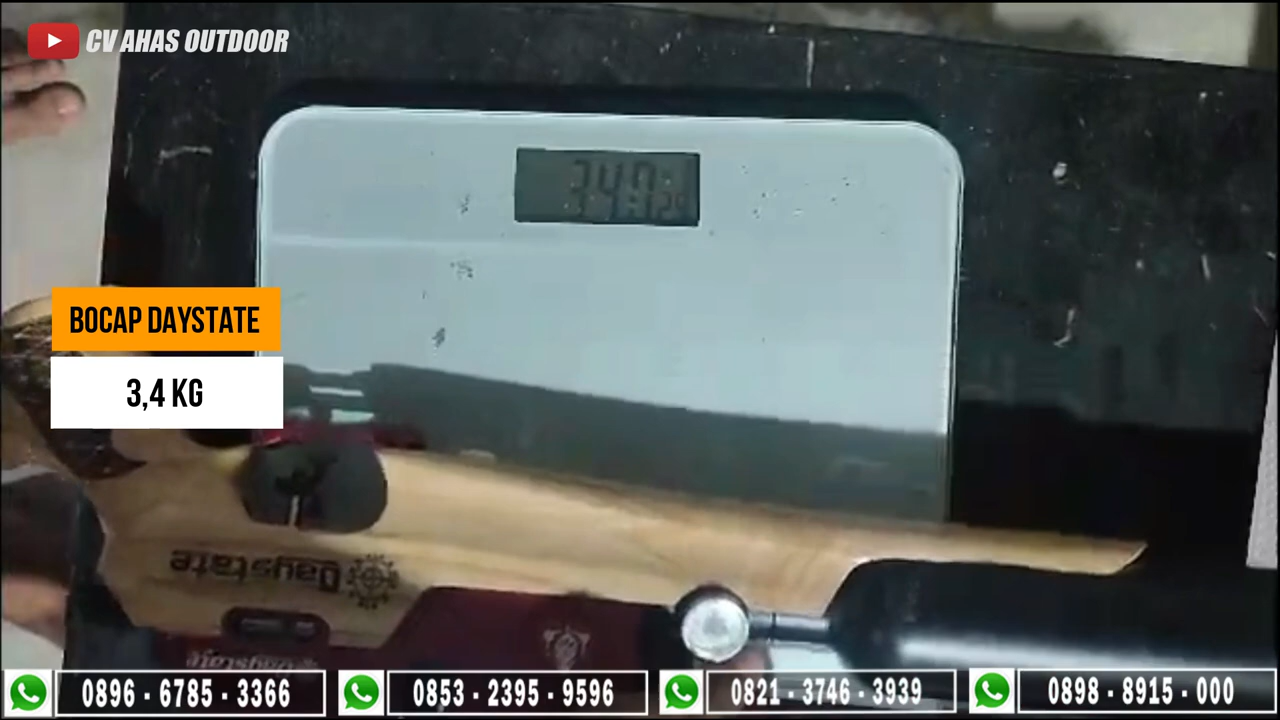 CV AHAS OUTDOOR
BOCAP DAYSTATE
3,4 KG
Daystate
Daystate
0896 - 6785 - 3366
0853 - 2395 - 9596
0821 - 3746 - 3939
0898 - 8915 - 000